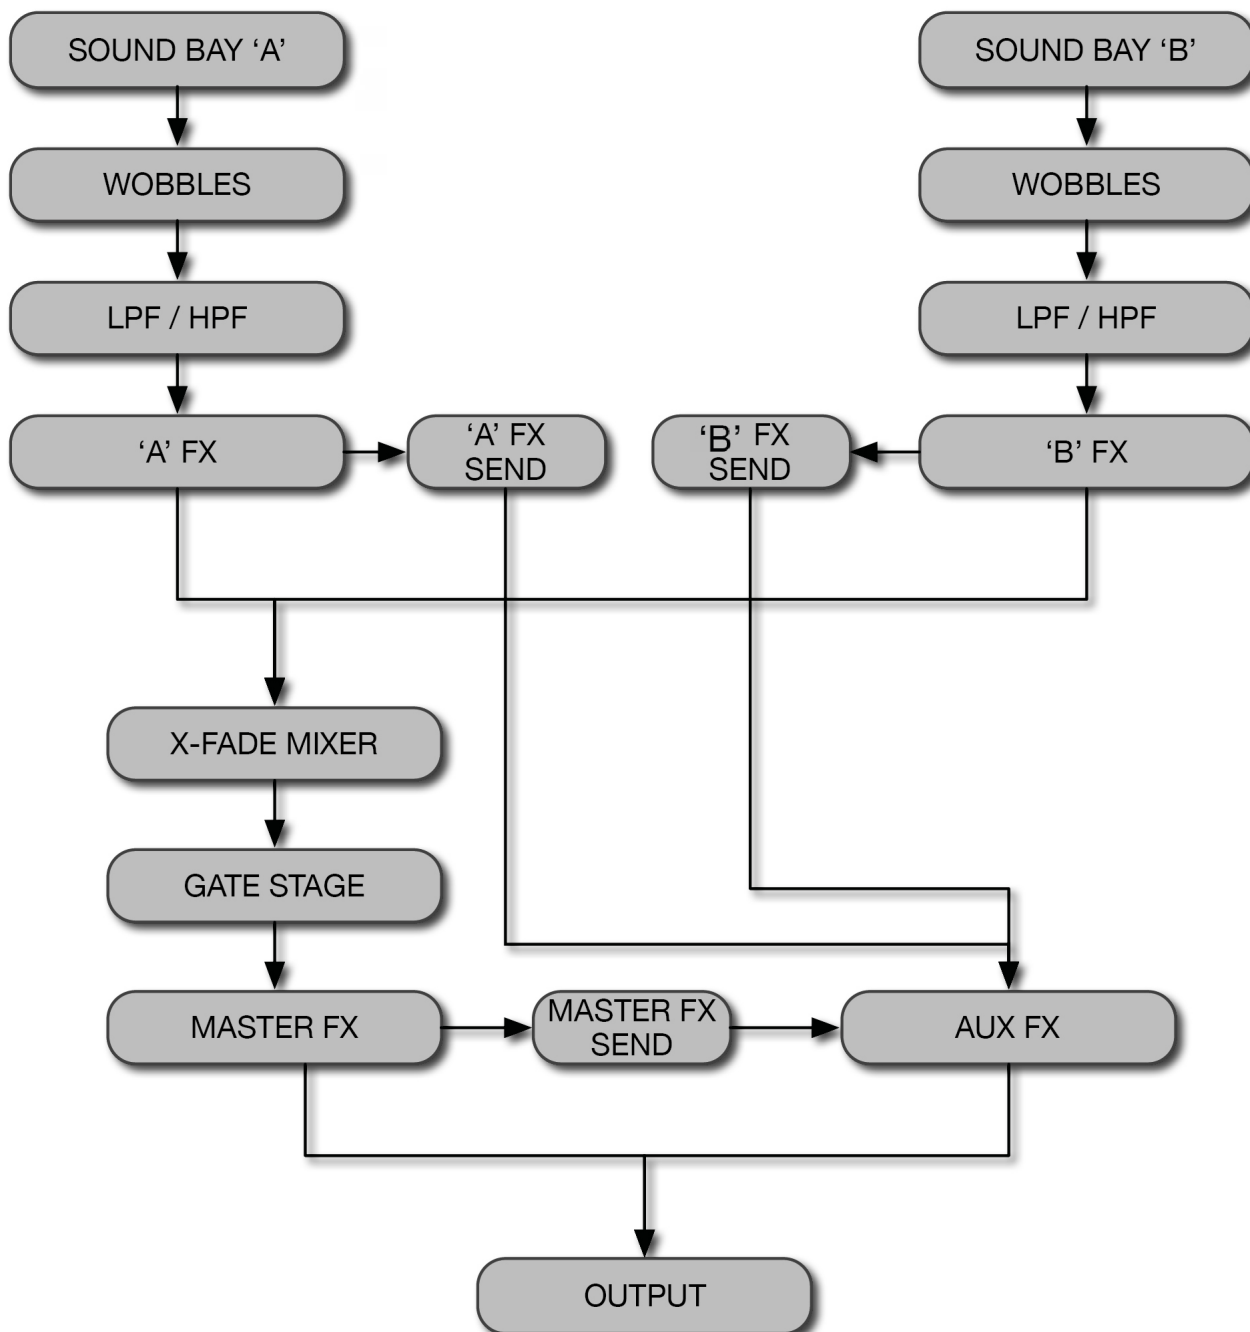 SOUND BAY ‘A’
SOUND BAY ‘B’
WOBBLES
WOBBLES
LPF / HPF
LPF / HPF
‘A’ FX
‘A’ FX
SEND
‘B’ FX
SEND
‘B’ FX
X-FADE MIXER
GATE STAGE
MASTER FX
MASTER FX
SEND
AUX FX
OUTPUT